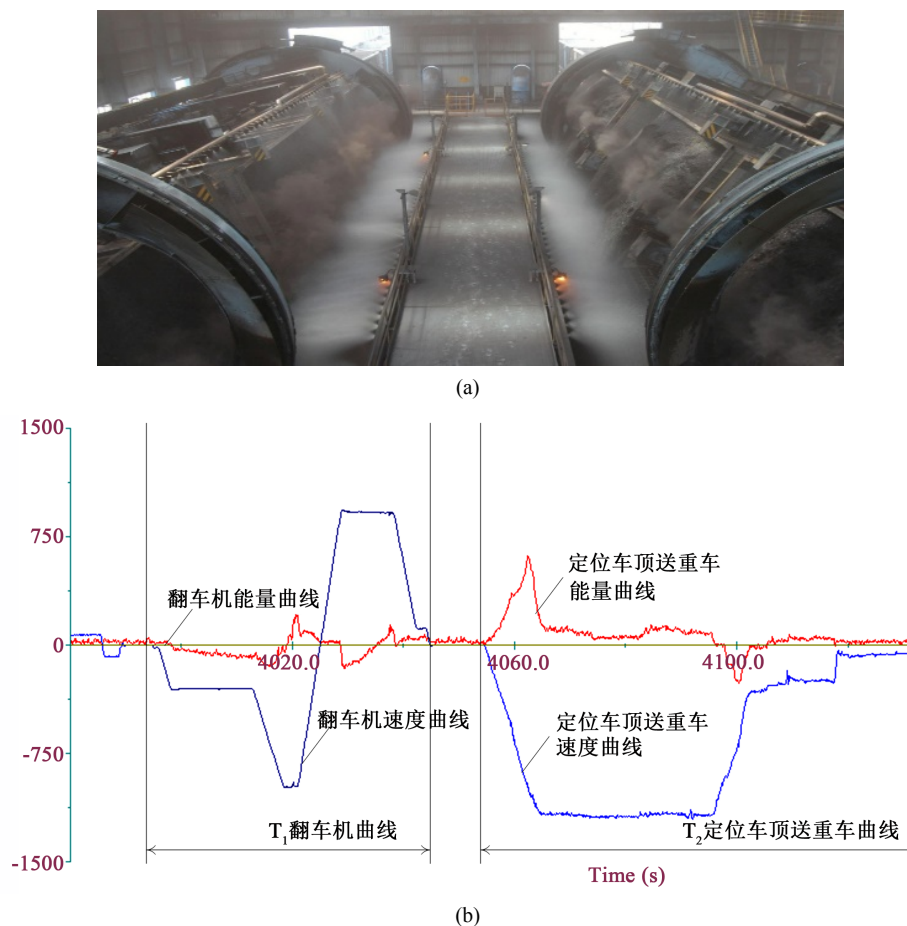 (a)
1500
750
0
-750
-1500
翻车机能量曲线
定位车顶送重车
能量曲线
4020.0
4060.0
4100.0
翻车机速度曲线
定位车顶送重车
速度曲线
T1翻车机曲线
T2定位车顶送重车曲线
Time (s)
(b)